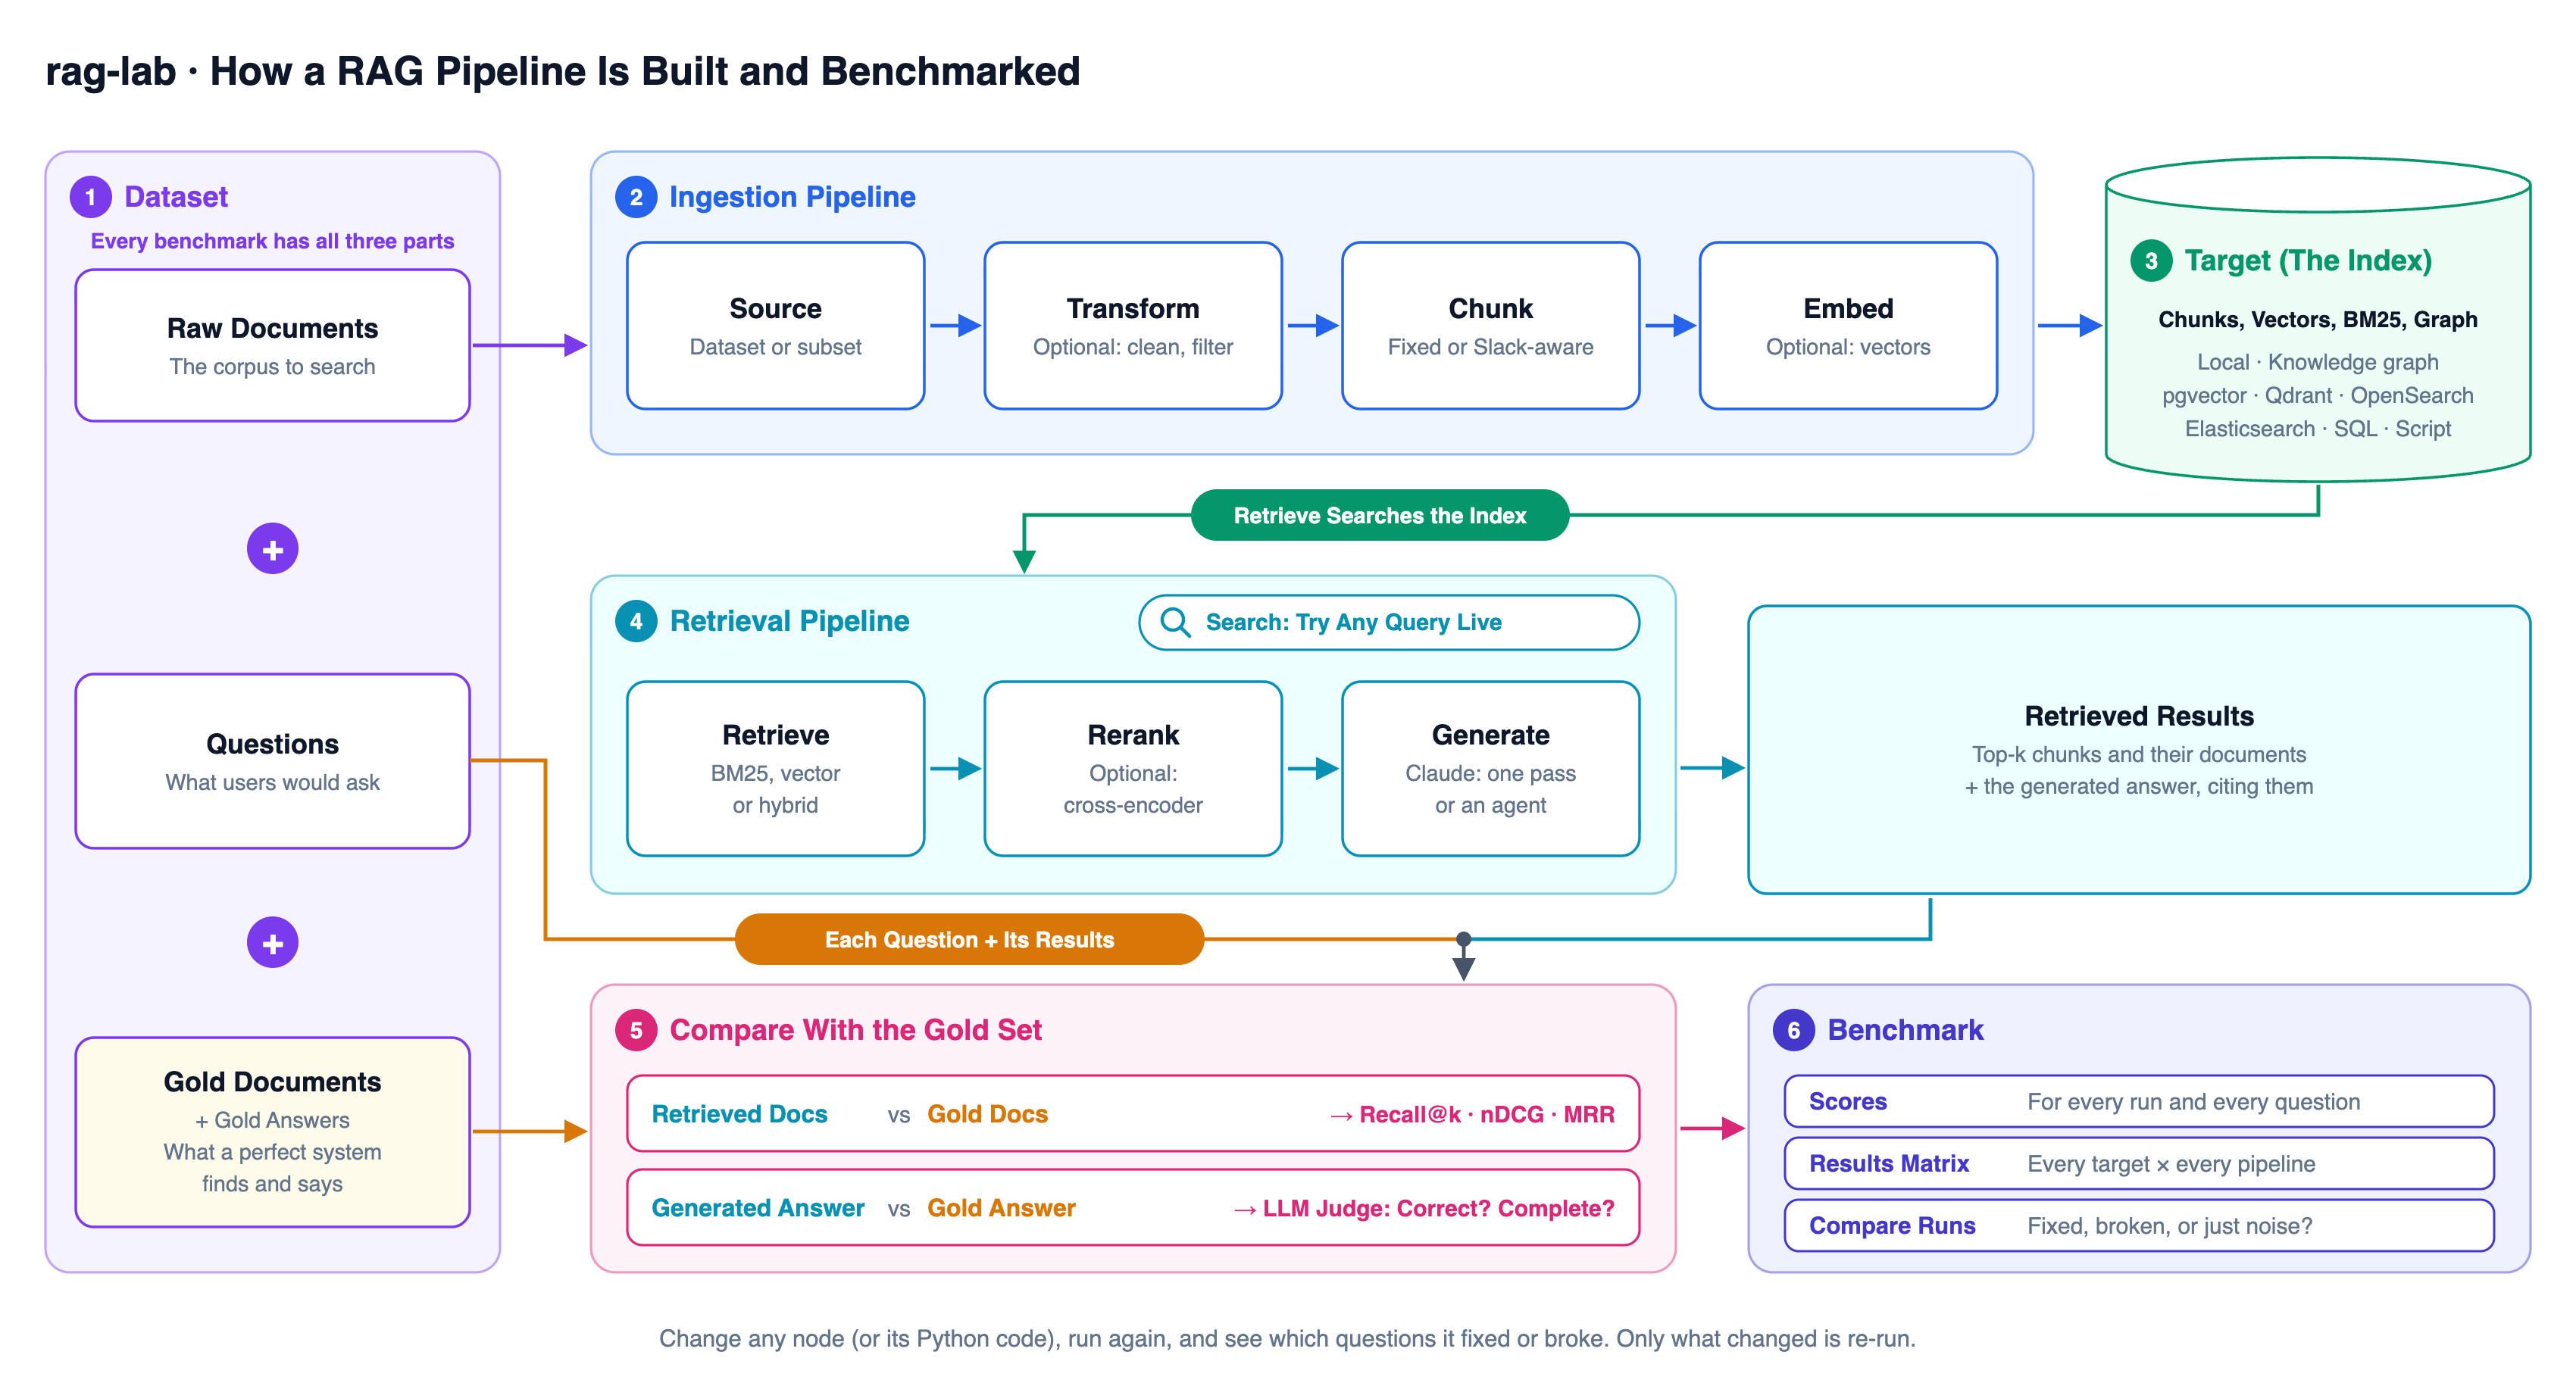 rag-lab · How a RAG Pipeline Is Built and Benchmarked
1 Dataset
Every benchmark has all three parts
Raw Documents
The corpus to search
+
Questions
What users would ask
+
Gold Documents
+ Gold Answers
What a perfect system
finds and says
2 Ingestion Pipeline
Source
Dataset or subset
Transform
Optional: clean, filter
Chunk
Fixed or Slack-aware
Embed
Optional: vectors
3 Target (The Index)
Chunks, Vectors, BM25, Graph
Local · Knowledge graph
pgvector · Qdrant · OpenSearch
Elasticsearch · SQL · Script
Retrieve Searches the Index
4 Retrieval Pipeline
Search: Try Any Query Live
Retrieve
BM25, vector
or hybrid
Rerank
Optional:
cross-encoder
Generate
Claude: one pass
or an agent
Retrieved Results
Top-k chunks and their documents
+ the generated answer, citing them
Each Question + Its Results
5 Compare With the Gold Set
Retrieved Docs vs Gold Docs → Recall@k · nDCG · MRR
Generated Answer vs Gold Answer → LLM Judge: Correct? Complete?
6 Benchmark
Scores For every run and every question
Results Matrix Every target × every pipeline
Compare Runs Fixed, broken, or just noise?
Change any node (or its Python code), run again, and see which questions it fixed or broke. Only what changed is re-run.